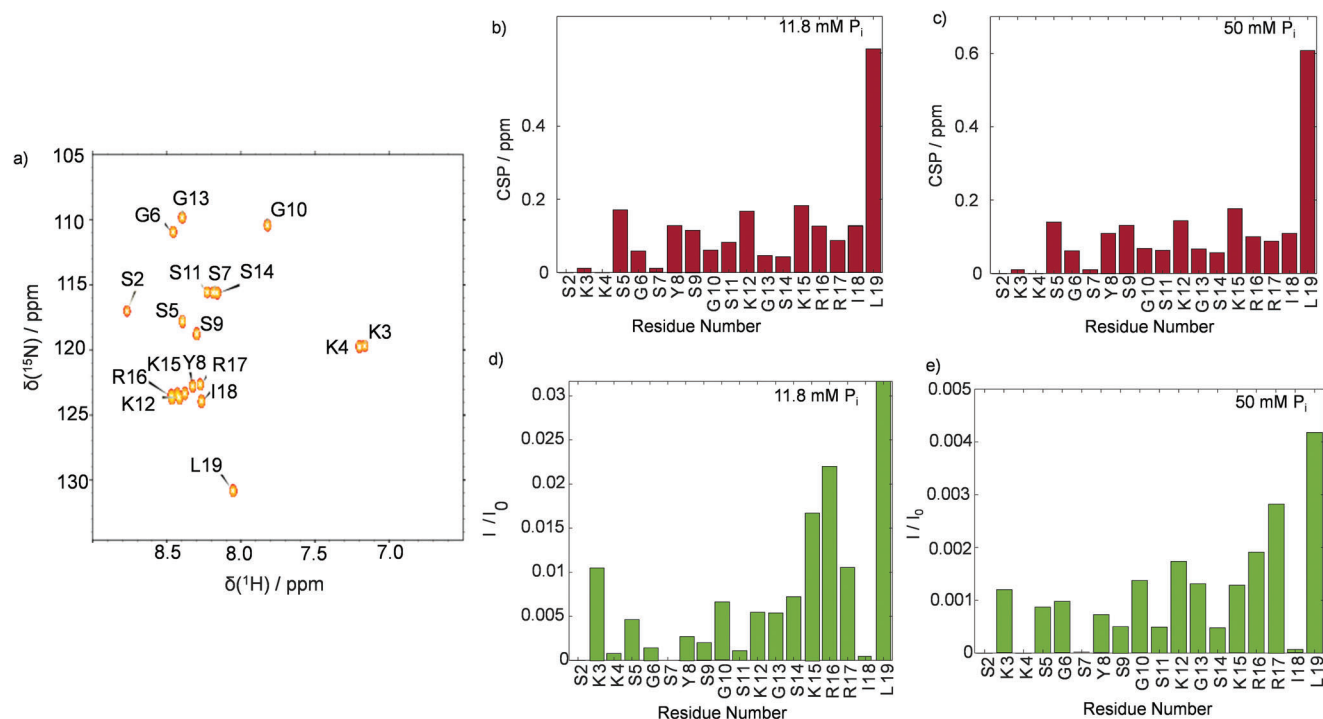 a)
105
110
115
120
125
130
δ(¹⁵N) / ppm
G13
G6
G10
S2
S11
S7
S14
S5
S9
K4
K3
K15
Y8
R17
R16
I18
K12
L19
8.5
8.0
7.5
7.0
δ(¹H) / ppm
b)
11.8 mM Pᵢ
0.4
0.2
0
CSP / ppm
S2 K3 K4 S5 G6 S7 Y8 S9 G10 S11 K12 G13 S14 K15 R16 R17 I18 L19
Residue Number
c)
50 mM Pᵢ
0.6
0.4
0.2
0
CSP / ppm
S2 K3 K4 S5 G6 S7 Y8 S9 G10 S11 K12 G13 S14 K15 R16 R17 I18 L19
Residue Number
d)
11.8 mM Pᵢ
0.03
0.025
0.02
0.015
0.01
0.005
0
I / I₀
S2 K3 K4 S5 G6 S7 Y8 S9 G10 S11 K12 G13 S14 K15 R16 R17 I18 L19
Residue Number
e)
50 mM Pᵢ
0.005
0.004
0.003
0.002
0.001
0
I / I₀
S2 K3 K4 S5 G6 S7 Y8 S9 G10 S11 K12 G13 S14 K15 R16 R17 I18 L19
Residue Number